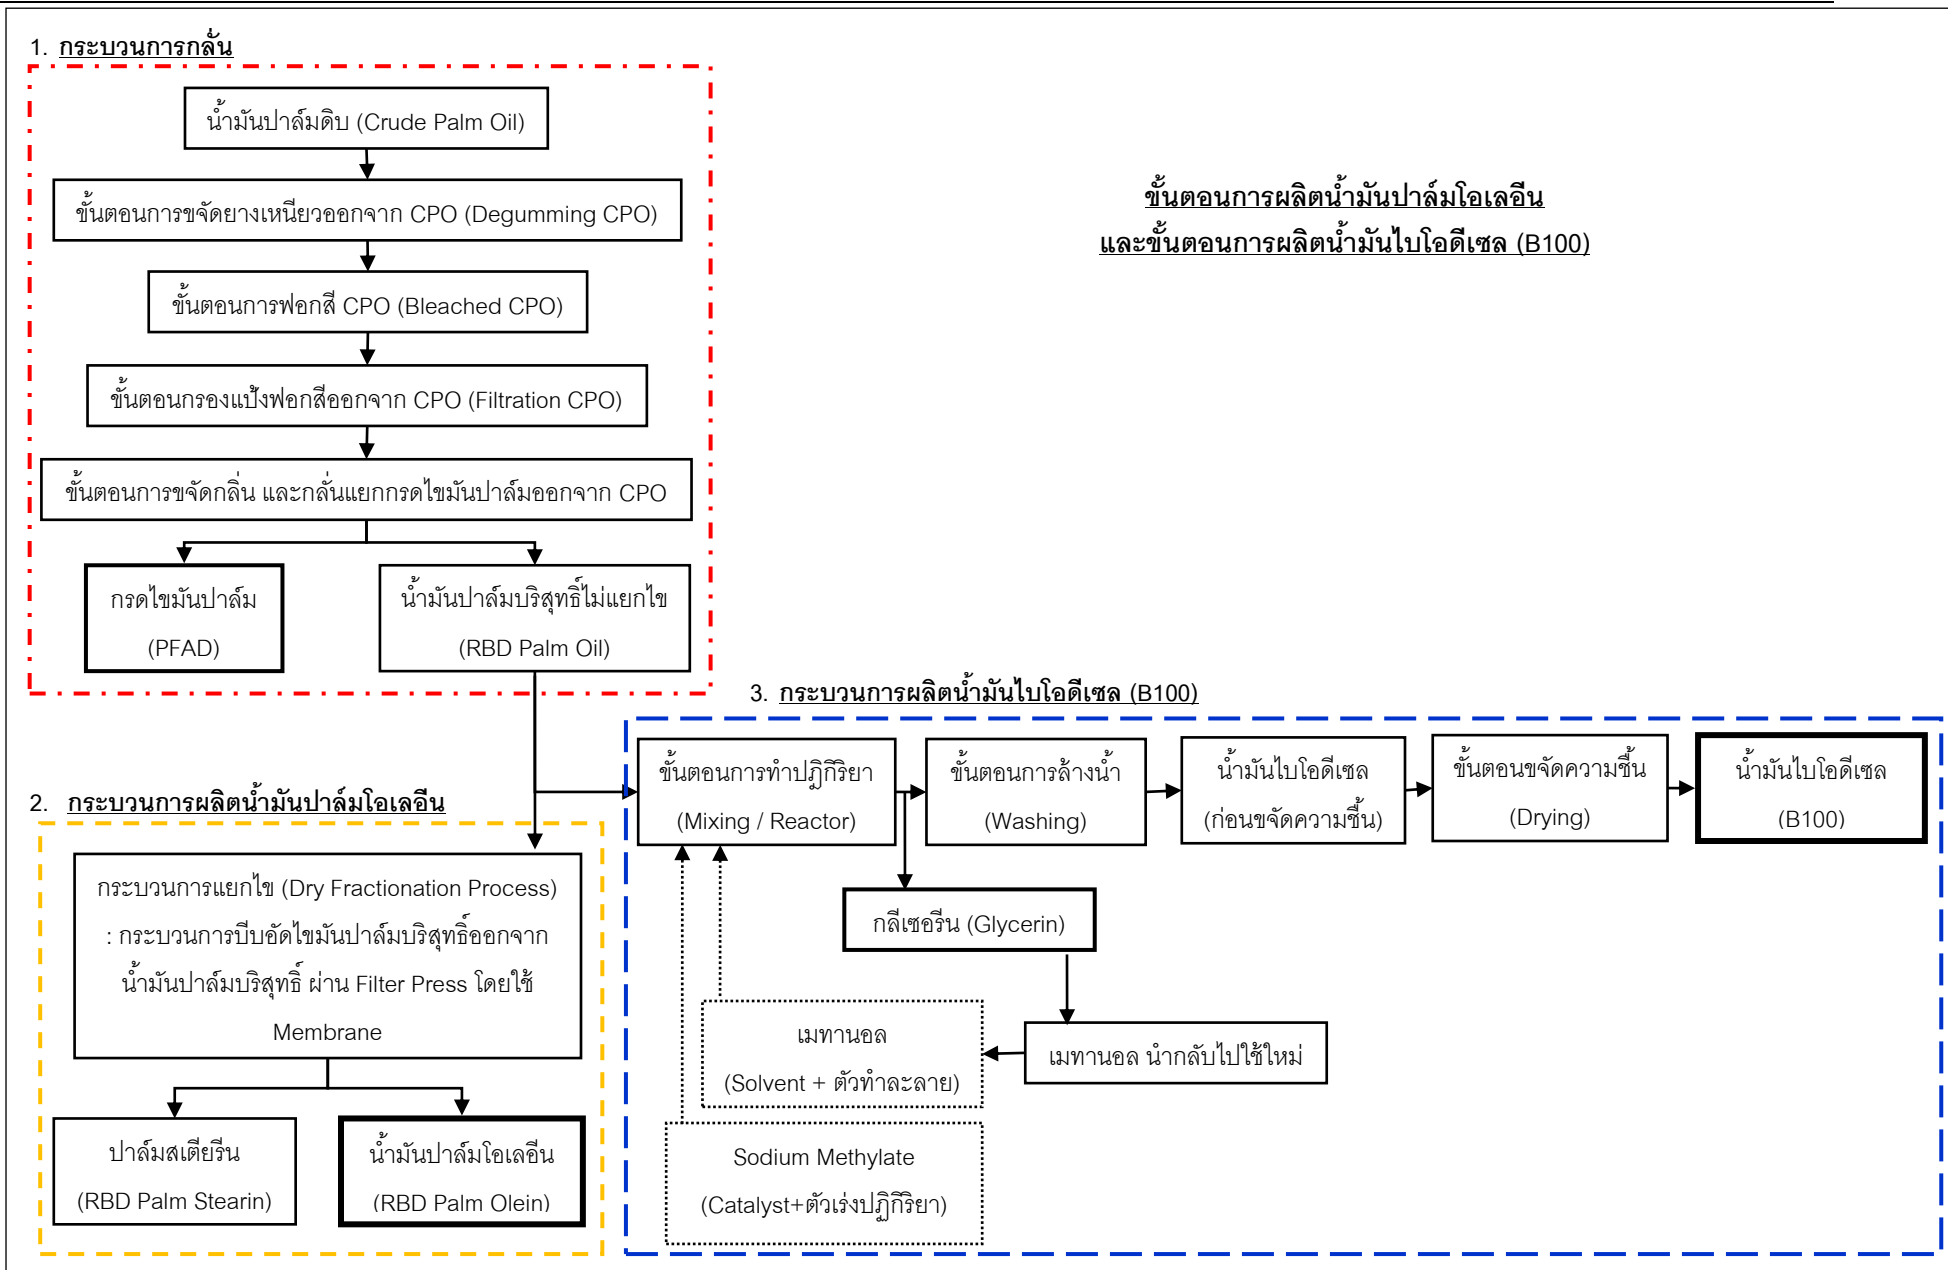 1. กระบวนการกลั่น
น้ำมันปาล์มดิบ (Crude Palm Oil)
ขั้นตอนการขจัดยางเหนียวออกจาก CPO (Degumming CPO)
ขั้นตอนการฟอกสี CPO (Bleached CPO)
ขั้นตอนกรองแป้งฟอกสีออกจาก CPO (Filtration CPO)
ขั้นตอนการขจัดกลิ่น และกลั่นแยกกรดไขมันปาล์มออกจาก CPO
กรดไขมันปาล์ม
(PFAD)
น้ำมันปาล์มบริสุทธิ์ไม่แยกไข
(RBD Palm Oil)
ขั้นตอนการผลิตน้ำมันปาล์มโอเลอีน
และขั้นตอนการผลิตน้ำมันไบโอดีเซล (B100)
2. กระบวนการผลิตน้ำมันปาล์มโอเลอีน
กระบวนการแยกไข (Dry Fractionation Process)
: กระบวนการบีบอัดไขมันปาล์มบริสุทธิ์ออกจาก
น้ำมันปาล์มบริสุทธิ์ ผ่าน Filter Press โดยใช้
Membrane
ปาล์มสเตียรีน
(RBD Palm Stearin)
น้ำมันปาล์มโอเลอีน
(RBD Palm Olein)
3. กระบวนการผลิตน้ำมันไบโอดีเซล (B100)
ขั้นตอนการทำปฏิกิริยา
(Mixing / Reactor)
ขั้นตอนการล้างน้ำ
(Washing)
น้ำมันไบโอดีเซล
(ก่อนขจัดความชื้น)
ขั้นตอนขจัดความชื้น
(Drying)
น้ำมันไบโอดีเซล
(B100)
กลีเซอรีน (Glycerin)
เมทานอล นำกลับไปใช้ใหม่
เมทานอล
(Solvent + ตัวทำละลาย)
Sodium Methylate
(Catalyst+ตัวเร่งปฏิกิริยา)